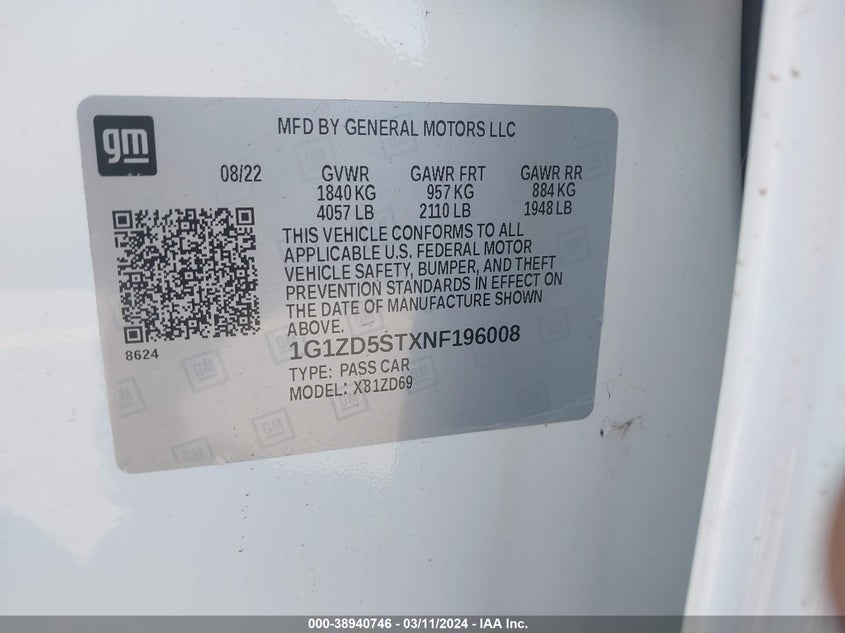 gm
MFD BY GENERAL MOTORS LLC
08/22 GVWR GAWR FRT GAWR RR
1840 KG 957 KG 884 KG
4057 LB 2110 LB 1948 LB
THIS VEHICLE CONFORMS TO ALL
APPLICABLE U.S. FEDERAL MOTOR
VEHICLE SAFETY, BUMPER, AND THEFT
PREVENTION STANDARDS IN EFFECT ON
THE DATE OF MANUFACTURE SHOWN
ABOVE.
8624
1G1ZD5STXNF196008
TYPE: PASS CAR
MODEL: X81ZD69
GM GM GM
000-38940746 - 03/11/2024 - IAA Inc.